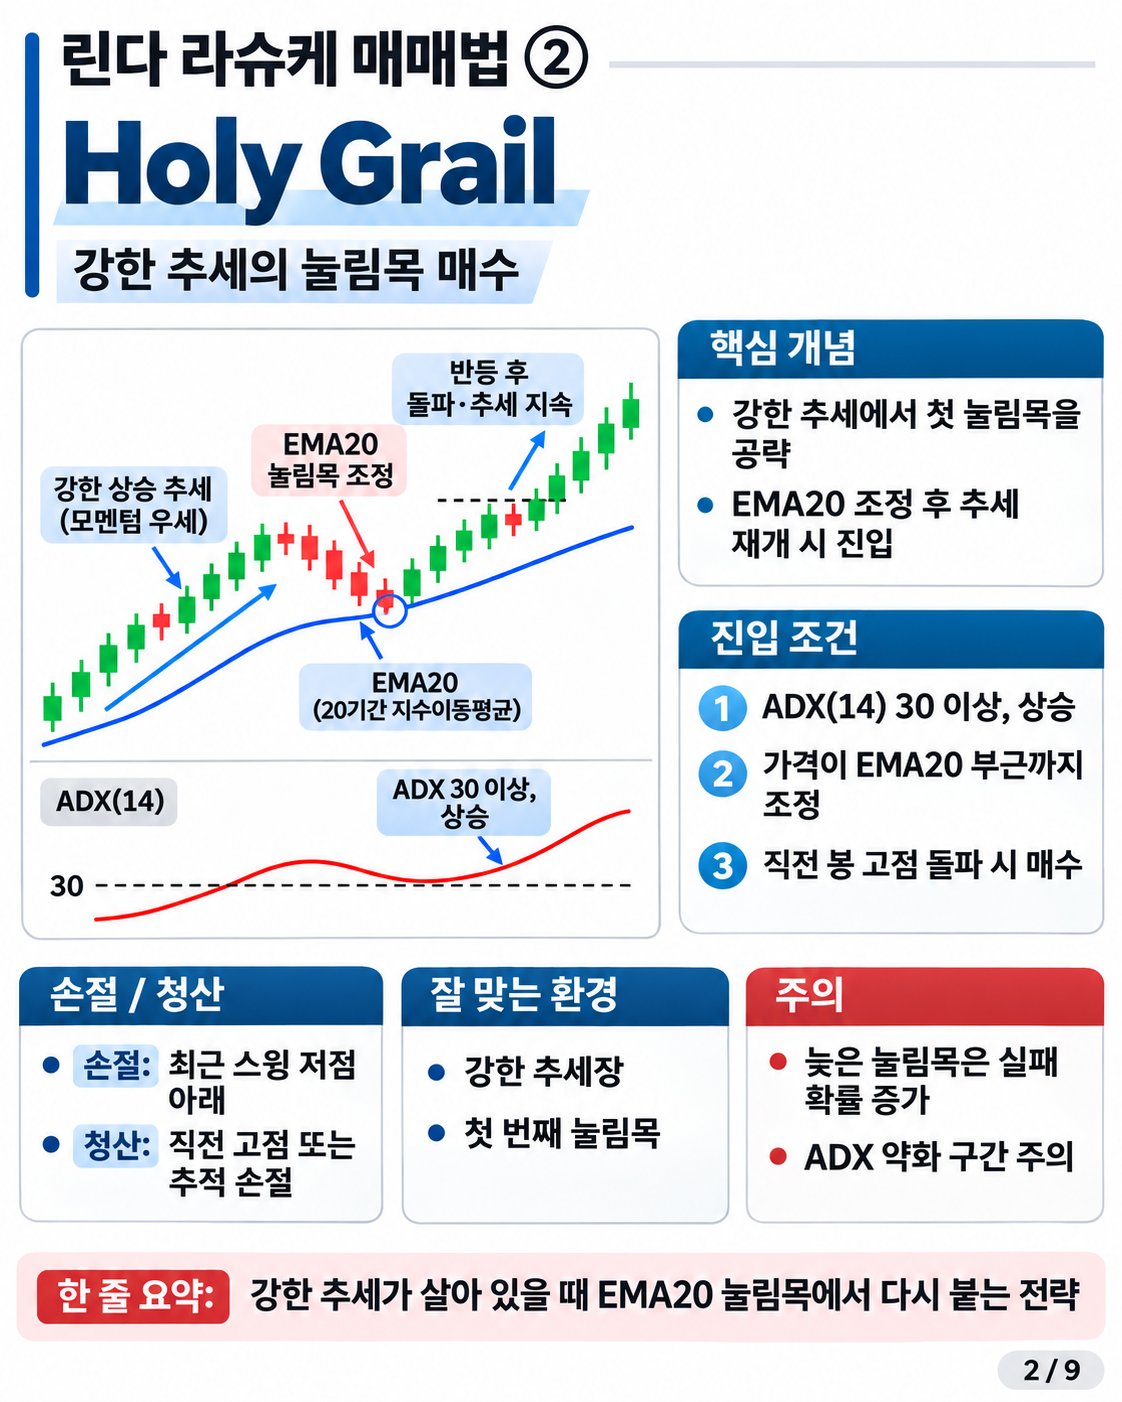 린다 라슈케 매매법 ②
Holy Grail
강한 추세의 눌림목 매수
반등 후
돌파·추세 지속
EMA20
눌림목 조정
강한 상승 추세
(모멘텀 우세)
EMA20
(20기간 지수이동평균)
ADX(14)
ADX 30 이상,
상승
30
핵심 개념
강한 추세에서 첫 눌림목을
공략
EMA20 조정 후 추세
재개 시 진입
진입 조건
1 ADX(14) 30 이상, 상승
2 가격이 EMA20 부근까지
조정
3 직전 봉 고점 돌파 시 매수
손절 / 청산
손절: 최근 스윙 저점
아래
청산: 직전 고점 또는
추적 손절
잘 맞는 환경
강한 추세장
첫 번째 눌림목
주의
늦은 눌림목은 실패
확률 증가
ADX 약화 구간 주의
한 줄 요약: 강한 추세가 살아 있을 때 EMA20 눌림목에서 다시 붙는 전략
2 / 9